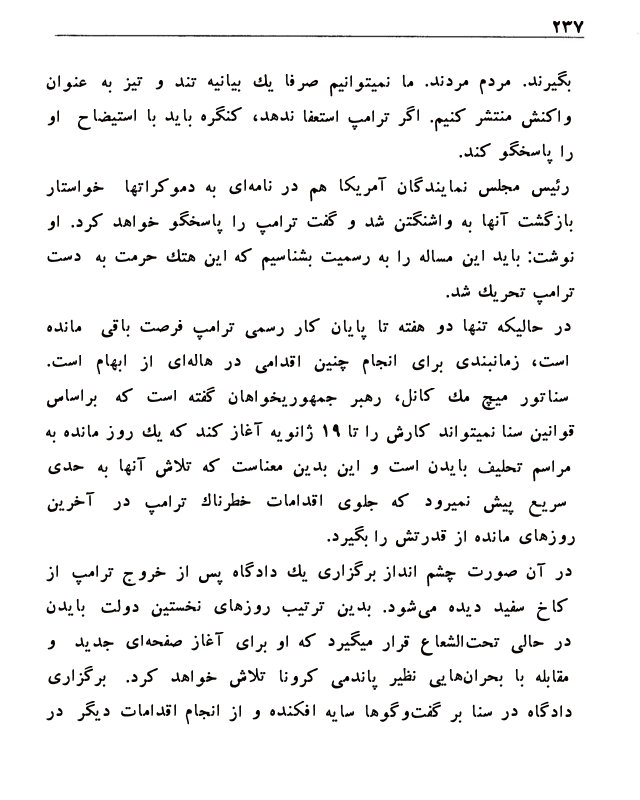 ۲۳۷
بگیرند. مردم مردند. ما نمیتوانیم صرفا یك بیانیه تند و تیز به عنوان
واکنش منتشر کنیم. اگر ترامپ استعفا ندهد، کنگره باید با استیضاح او
را پاسخگو کند.
رئیس مجلس نمایندگان آمریکا هم در نامه‌ای به دموکراتها خواستار
بازگشت آنها به واشنگتن شد و گفت ترامپ را پاسخگو خواهد کرد. او
نوشت: باید این مساله را به رسمیت بشناسیم که این هتك حرمت به دست
ترامپ تحریك شد.
در حالیکه تنها دو هفته تا پایان کار رسمی ترامپ فرصت باقی مانده
است، زمانبندی برای انجام چنین اقدامی در هاله‌ای از ابهام است.
سناتور میچ مك کانل، رهبر جمهوریخواهان گفته است که براساس
قوانین سنا نمیتواند کارش را تا ۱۹ ژانویه آغاز کند که یك روز مانده به
مراسم تحلیف بایدن است و این بدین معناست که تلاش آنها به حدی
سریع پیش نمیرود که جلوی اقدامات خطرناك ترامپ در آخرین
روزهای مانده از قدرتش را بگیرد.
در آن صورت چشم انداز برگزاری یك دادگاه پس از خروج ترامپ از
کاخ سفید دیده می‌شود. بدین ترتیب روزهای نخستین دولت بایدن
در حالی تحت‌الشعاع قرار میگیرد که او برای آغاز صفحه‌ای جدید و
مقابله با بحران‌هایی نظیر پاندمی کرونا تلاش خواهد کرد. برگزاری
دادگاه در سنا بر گفت‌وگوها سایه افکنده و از انجام اقدامات دیگر در